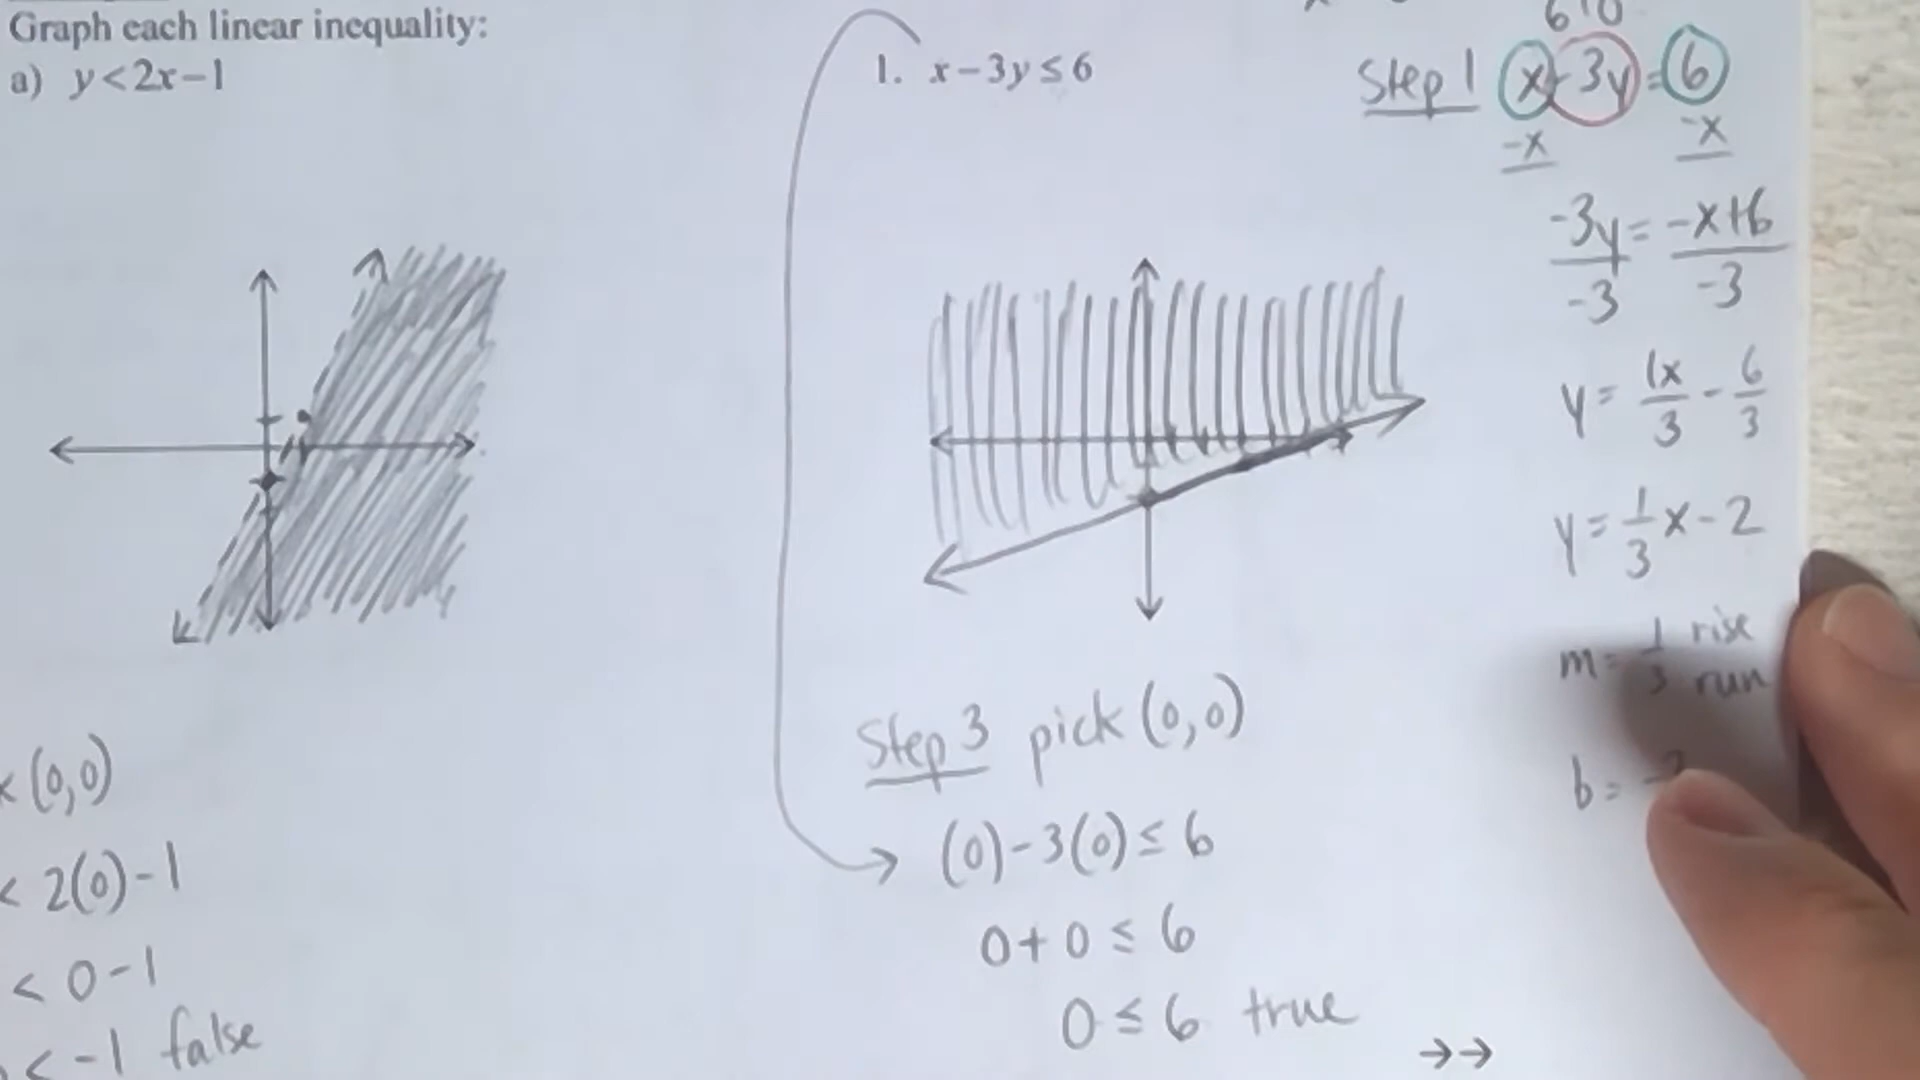 Graph each linear inequality:
a) y<2x-1
(0,0)
< 2(0)-1
< 0-1
< -1 false
1. x-3y≤6
Step 3 pick (0,0)
(0)-3(0)≤ 6
0+0 ≤ 6
0 ≤ 6 true
→→
Step 1 x-3y=6
-x -x
-3y = -x+6
-3 -3
y = 1x/3 - 6/3
y = 1/3 x-2
m = 1/3 rise run
b =